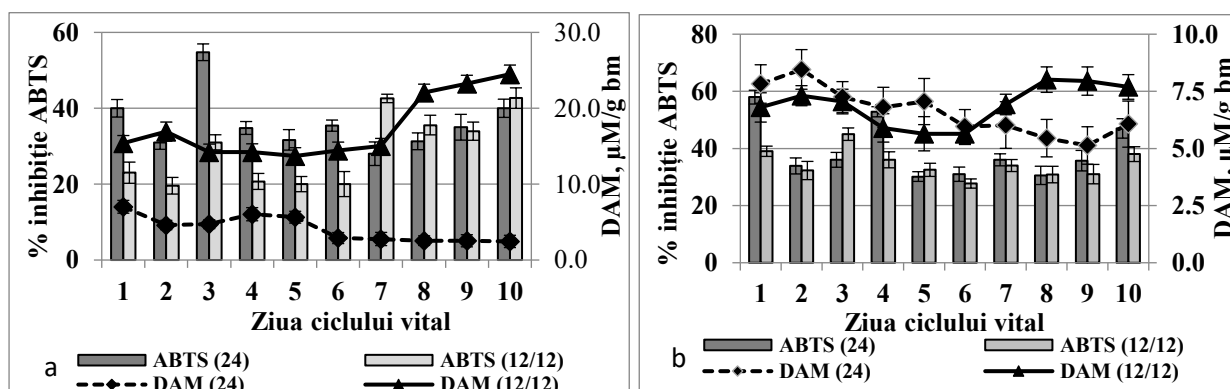 60
40
20
0
30.0
20.0
10.0
0.0
% inhibiție ABTS
DAM, µM/g bm
1 2 3 4 5 6 7 8 9 10
Ziua ciclului vital
a
ABTS (24) ABTS (12/12)
DAM (24) DAM (12/12)
80
60
40
20
0
10.0
7.5
5.0
2.5
0.0
% inhibiție ABTS
DAM, µM/g bm
1 2 3 4 5 6 7 8 9 10
Ziua ciclului vital
b
ABTS (24) ABTS (12/12)
DAM (24) DAM (12/12)